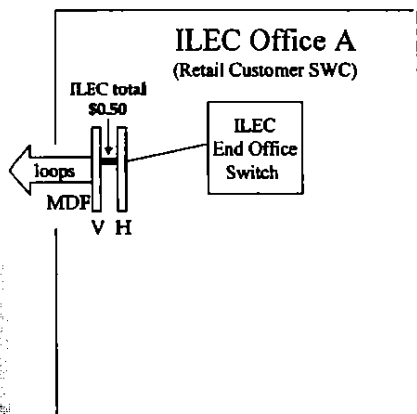 ILEC Office A
(Retail Customer SWC)
ILEC total
$0.50
ILEC
End Office
Switch
loops
MDF
V H